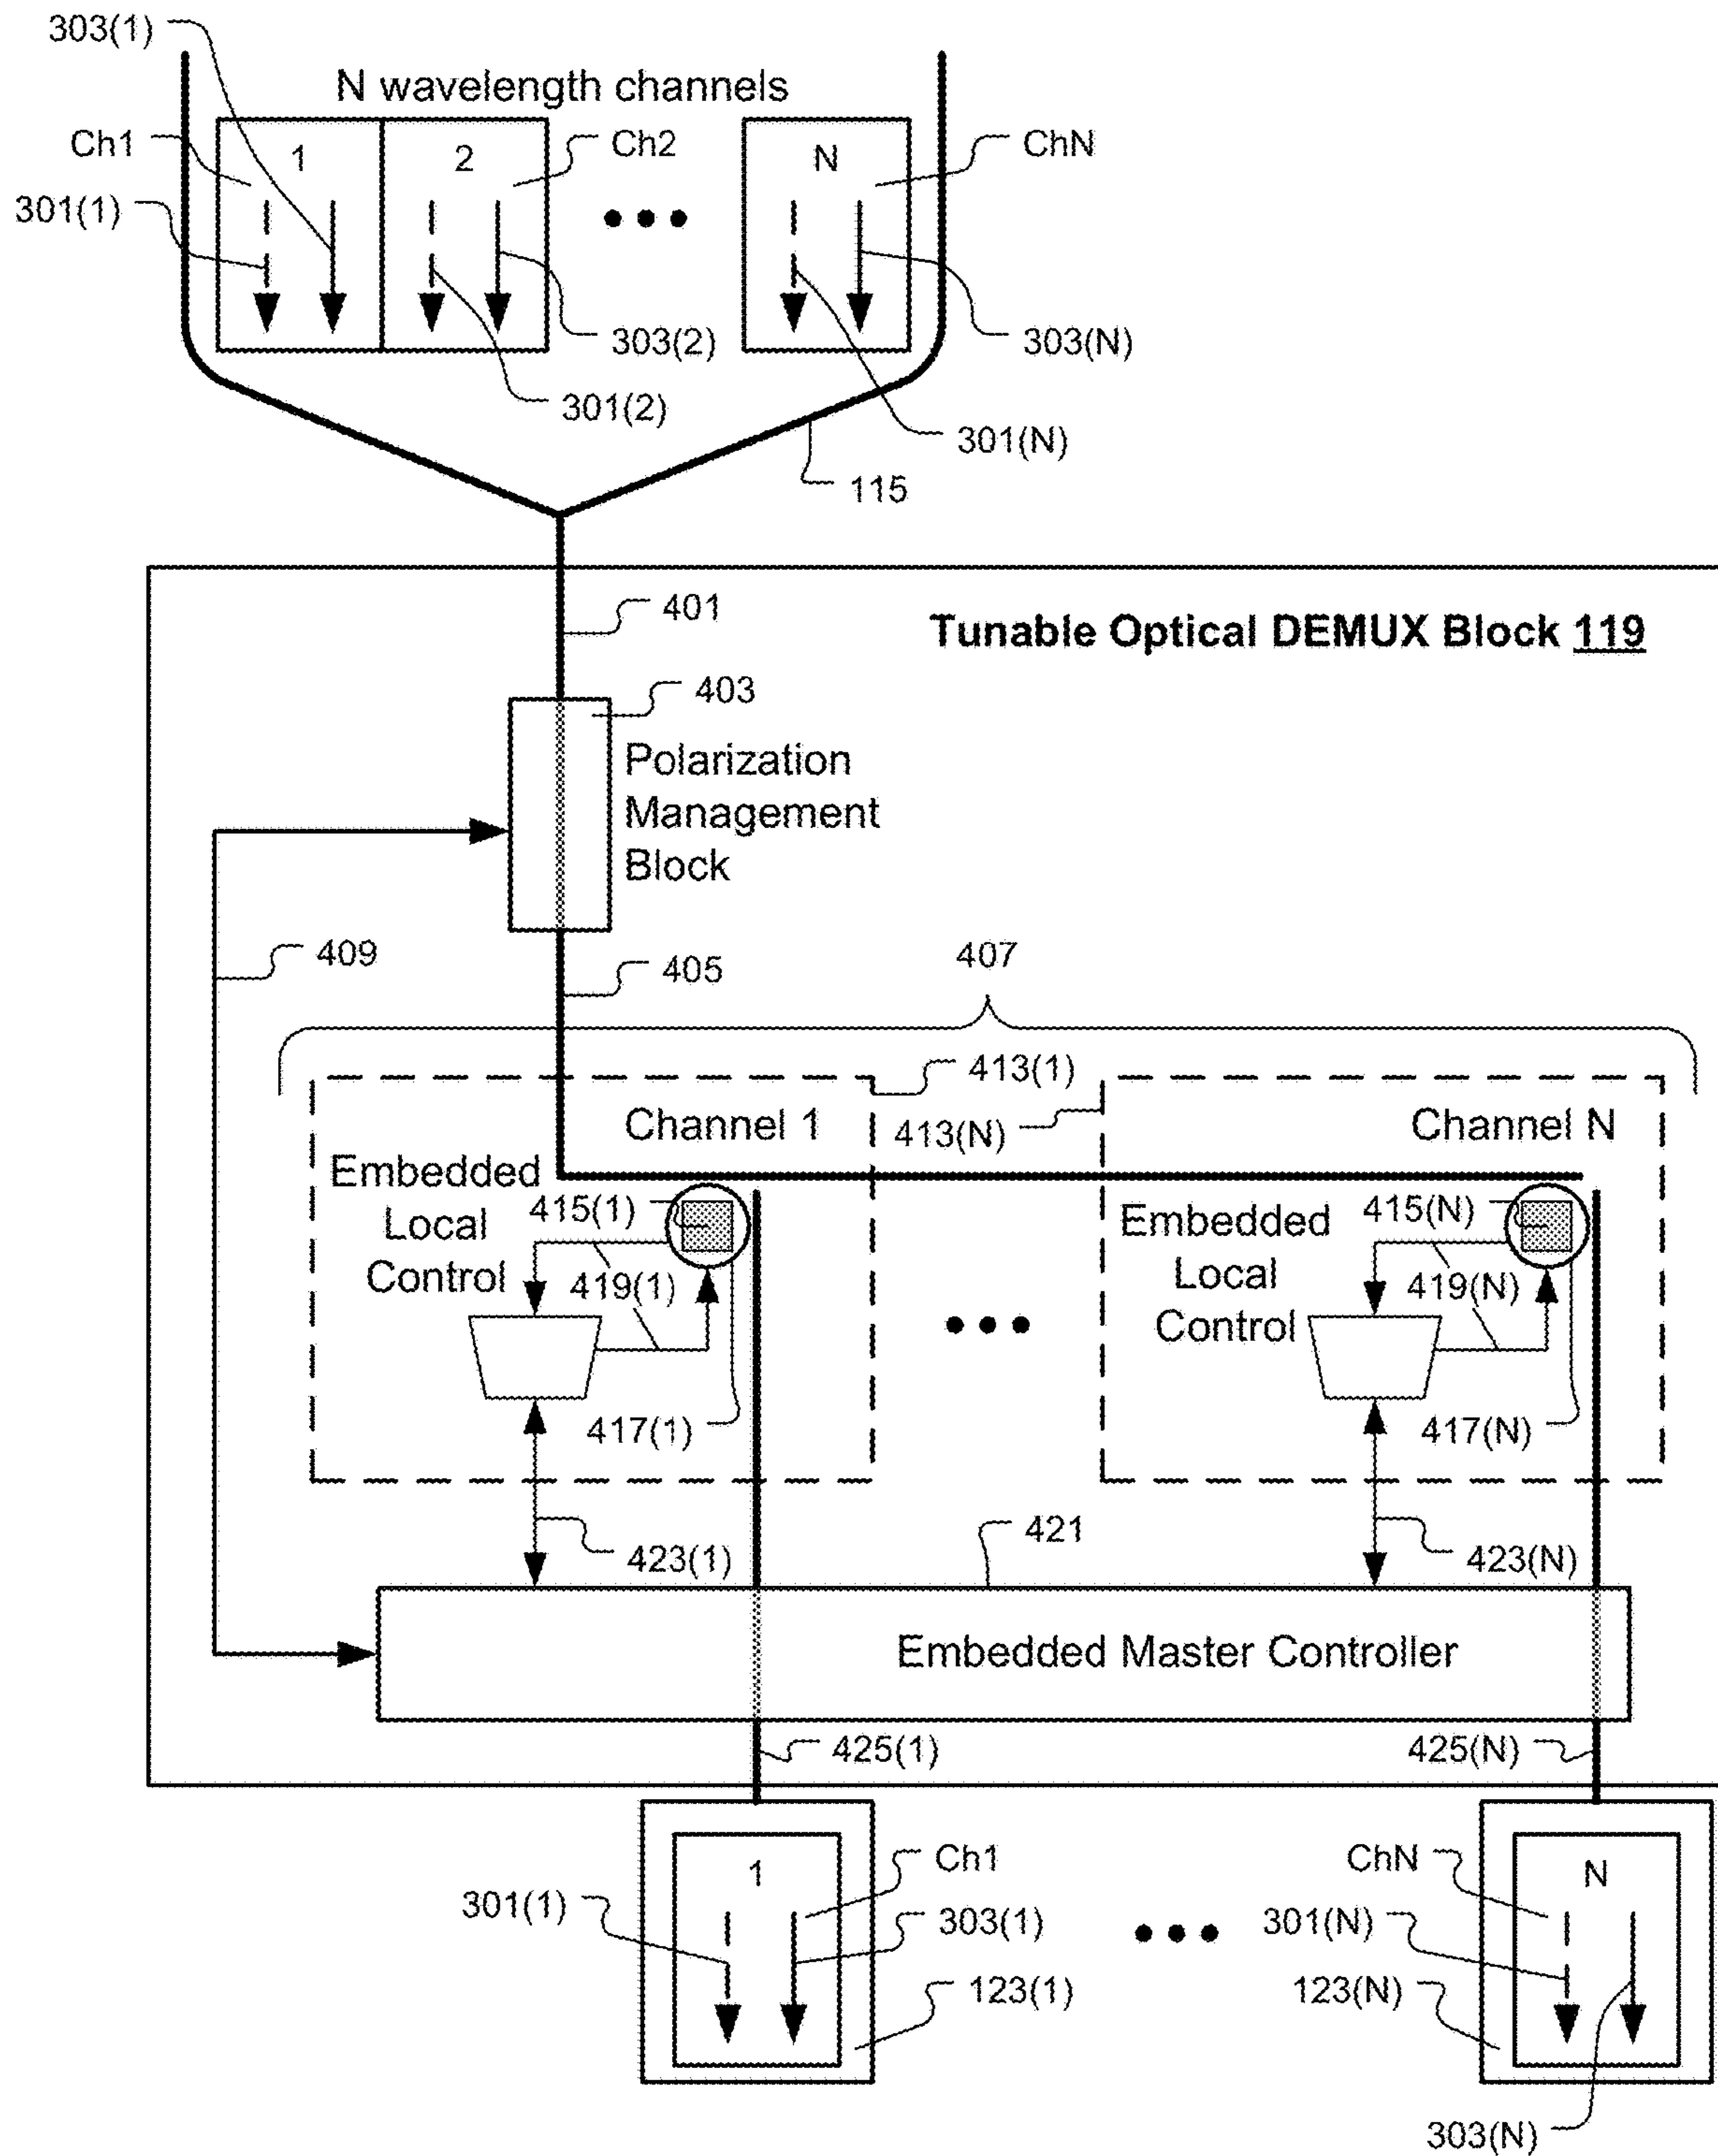 303(1)
N wavelength channels
Ch1
1
2
Ch2
N
ChN
301(1)
303(2)
303(N)
301(2)
301(N)
115
401
Tunable Optical DEMUX Block 119
403
Polarization
Management
Block
409
405
407
413(1)
Channel 1
413(N)
Channel N
Embedded
Local
Control
415(1)
419(1)
417(1)
Embedded
Local
Control
415(N)
419(N)
417(N)
423(1)
421
423(N)
Embedded Master Controller
425(1)
425(N)
1
Ch1
ChN
N
301(1)
303(1)
301(N)
123(1)
123(N)
303(N)